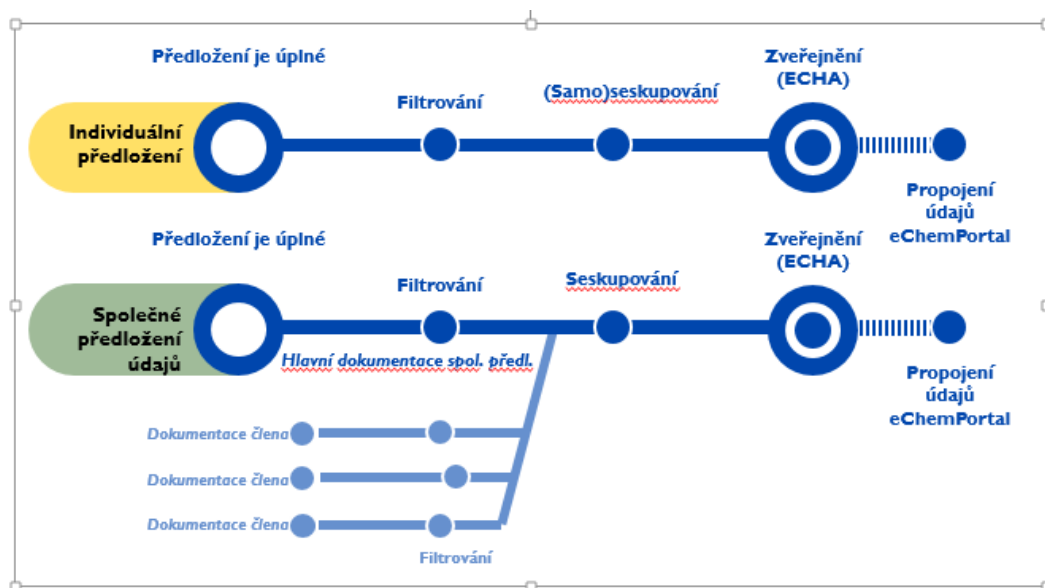 Předložení je úplné
Filtrování
(Samo)seskupování
Zveřejnění
(ECHA)
Individuální
předložení
Propojení
údajů
eChemPortal
Předložení je úplné
Filtrování
Seskupování
Zveřejnění
(ECHA)
Společné
předložení
údajů
Hlavní dokumentace spol. předl.
Propojení
údajů
eChemPortal
Dokumentace člena
Dokumentace člena
Dokumentace člena
Filtrování